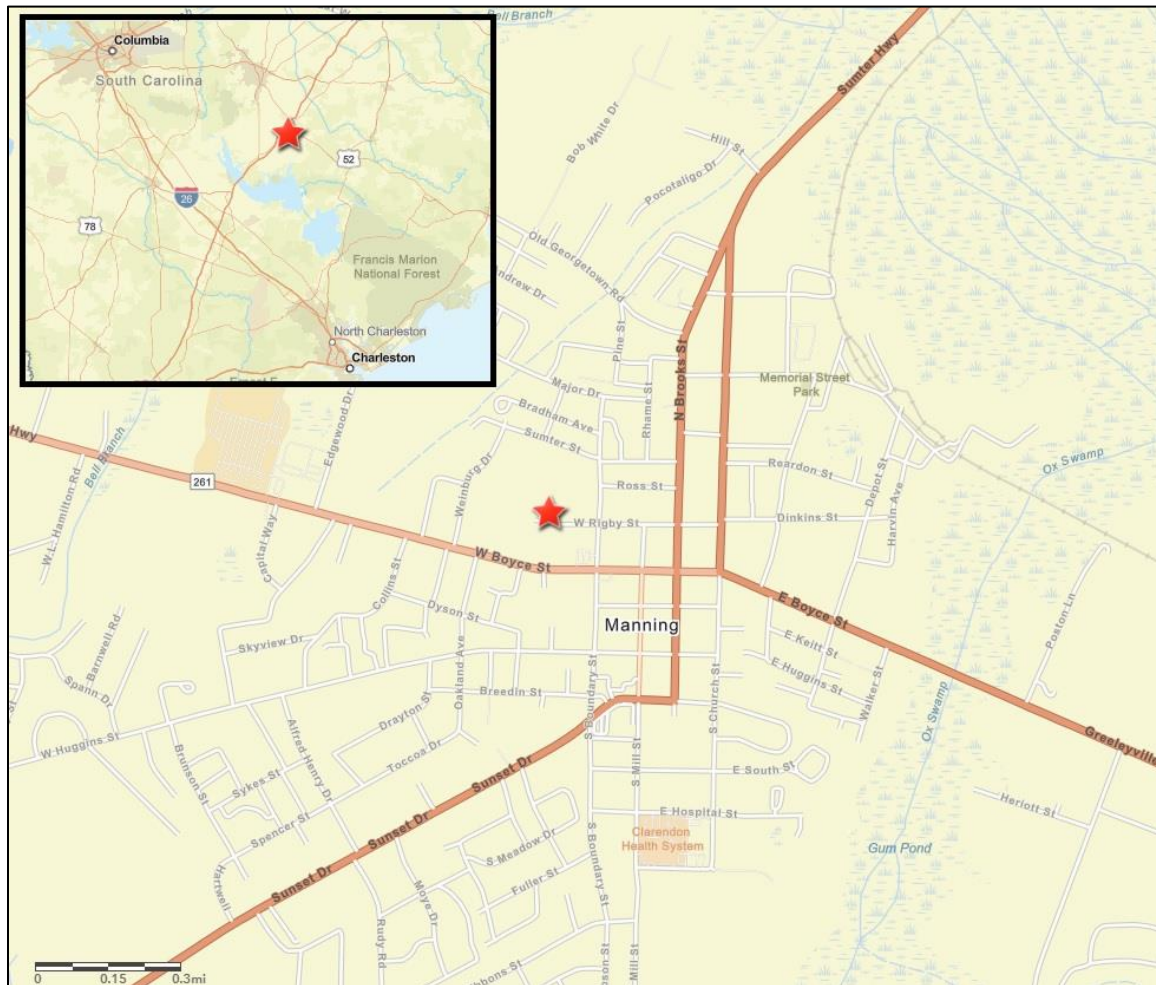 Columbia
South Carolina
52
26
78
Francis Marion
National Forest
North Charleston
Charleston
Bell Branch
Sumter Hwy
Bob White Dr
Hill St
Pocotaligo Dr
Old Georgetown Rd
ndrew Dr
Pine St
N Brooks St
Major Dr
Rhame St
Memorial Street
Park
Bradham Ave
Sumter St
Edgewood Dr
Hwy
Bell Branch
261
Weinburg Dr
Reardon St
Depot St
Harvin Ave
Ox Swamp
Ross St
W.L. Hamilton Rd
Capital Way
W Rigby St
Dinkins St
W Boyce St
Collins St
Dyson St
E Boyce St
Poston Ln
Manning
Skyview Dr
Barnwell Rd
Spann Dr
Oakland Ave
E Keitt St
E Huggins St
Walker St
Breedin St
S Boundary St
S Church St
Ox Swamp
W Huggins St
Drayton St
Alfred Henry Dr
Toccoa Dr
Brunson St
Sykes St
S Mill St
Greeleyville
Sunset Dr
E South St
Spencer St
E Hospital St
Heriott St
Sunset Dr
Clarendon
Health System
S Meadow Dr
Gum Pond
Hartwell
Sunset Dr
Fuller St
S Boundary St
Moye Dr
Rudy Rd
bbons St
nson St
Mill St
0 0.15 0.3mi